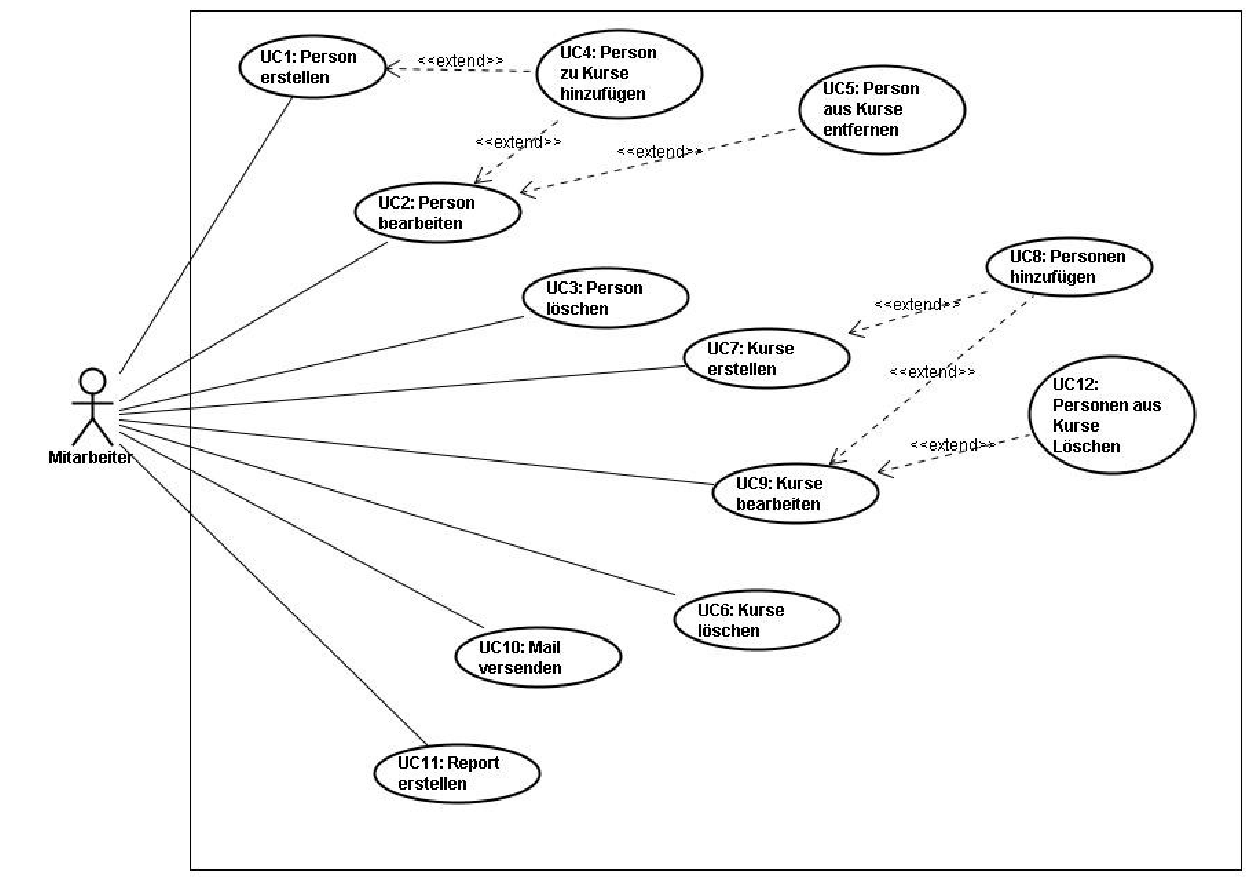 UC1: Person
erstellen
<<extend>>
UC4: Person
zu Kurse
hinzufügen
UC5: Person
aus Kurse
entfernen
<<extend>>
<<extend>>
UC2: Person
bearbeiten
UC8: Personen
hinzufügen
UC3: Person
löschen
<<extend>>
UC7: Kurse
erstellen
<<extend>>
UC12:
Personen aus
Kurse
Löschen
<<extend>>
Mitarbeiter
UC9: Kurse
bearbeiten
UC6: Kurse
löschen
UC10: Mail
versenden
UC11: Report
erstellen